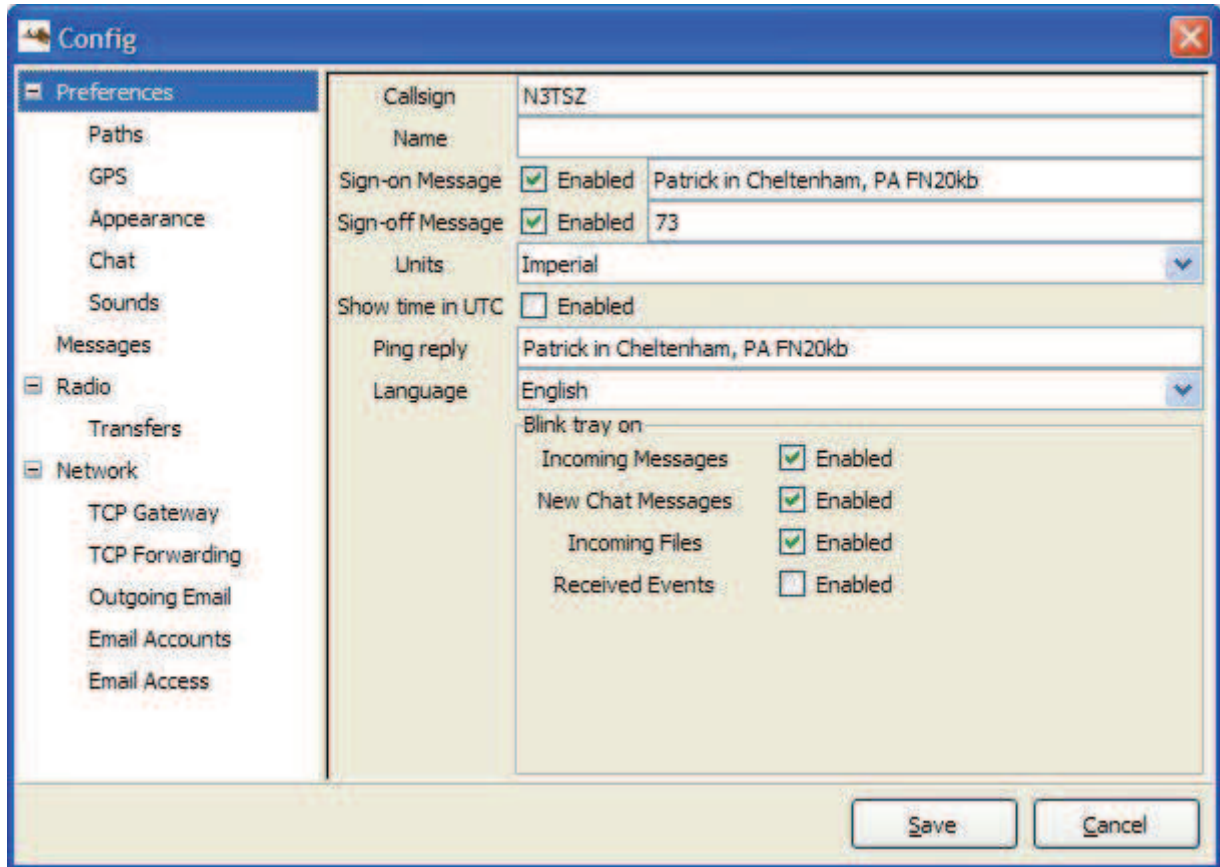 Config
Preferences
Paths
GPS
Appearance
Chat
Sounds
Messages
Radio
Transfers
Network
TCP Gateway
TCP Forwarding
Outgoing Email
Email Accounts
Email Access
Callsign N3TSZ
Name
Sign-on Message Enabled Patrick in Cheltenham, PA FN20kb
Sign-off Message Enabled 73
Units Imperial
Show time in UTC Enabled
Ping reply Patrick in Cheltenham, PA FN20kb
Language English
Blink tray on
Incoming Messages Enabled
New Chat Messages Enabled
Incoming Files Enabled
Received Events Enabled
Save Cancel